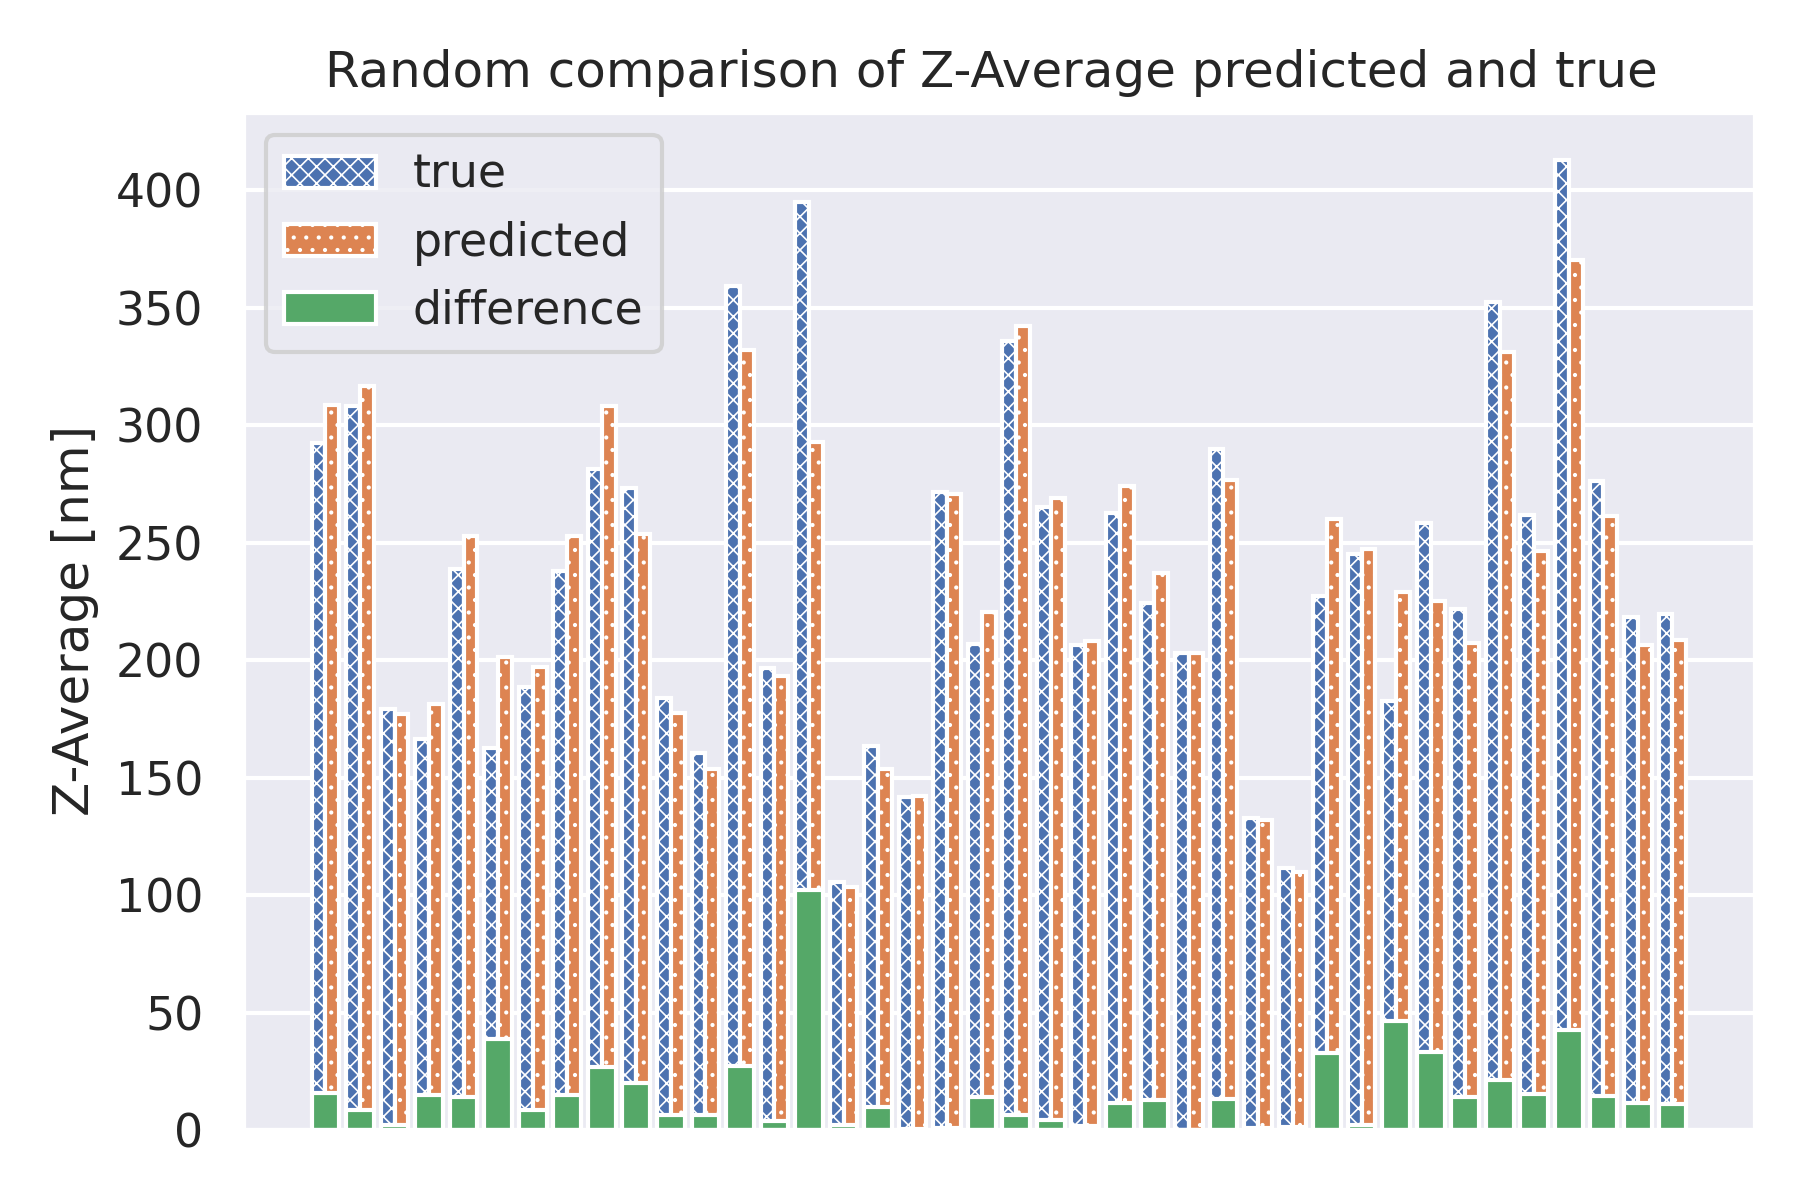 Random comparison of Z-Average predicted and true
true
predicted
difference
Z-Average [nm]
400
350
300
250
200
150
100
50
0